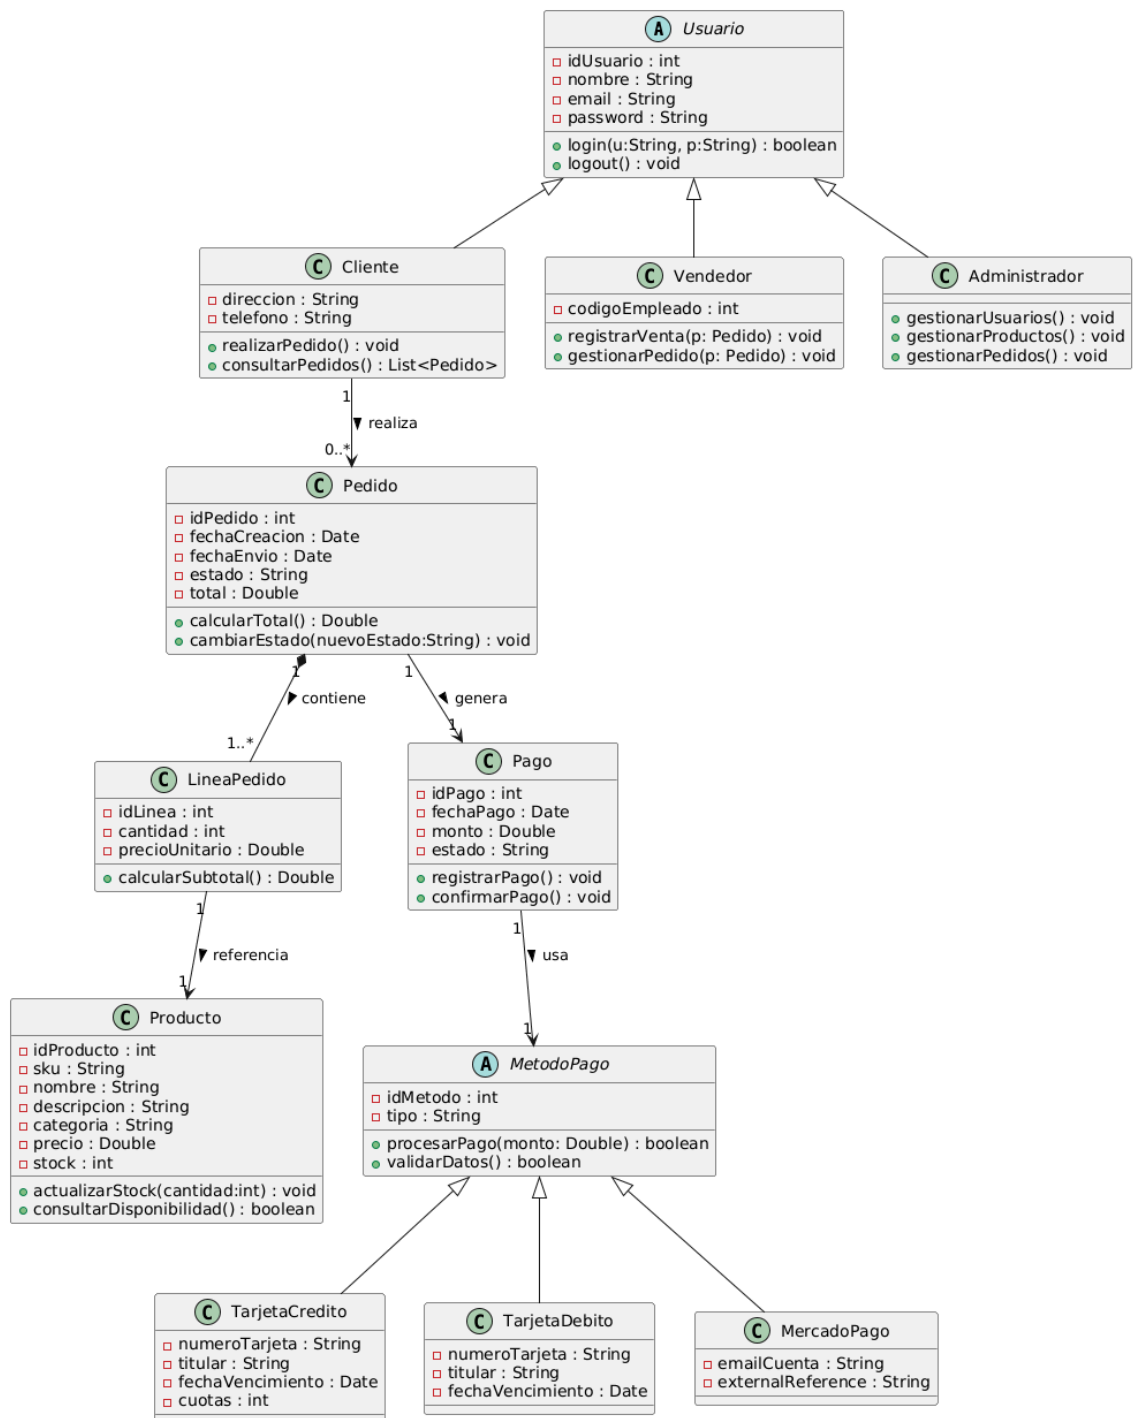 A Usuario
idUsuario : int
nombre : String
email : String
password : String
login(u:String, p:String) : boolean
logout() : void
C Cliente
direccion : String
telefono : String
realizarPedido() : void
consultarPedidos() : List<Pedido>
C Vendedor
codigoEmpleado : int
registrarVenta(p: Pedido) : void
gestionarPedido(p: Pedido) : void
C Administrador
gestionarUsuarios() : void
gestionarProductos() : void
gestionarPedidos() : void
1
realiza
0..*
C Pedido
idPedido : int
fechaCreacion : Date
fechaEnvio : Date
estado : String
total : Double
calcularTotal() : Double
cambiarEstado(nuevoEstado:String) : void
1
contiene
1..*
1
genera
1
C LineaPedido
idLinea : int
cantidad : int
precioUnitario : Double
calcularSubtotal() : Double
C Pago
idPago : int
fechaPago : Date
monto : Double
estado : String
registrarPago() : void
confirmarPago() : void
1
referencia
1
1
usa
1
C Producto
idProducto : int
sku : String
nombre : String
descripcion : String
categoria : String
precio : Double
stock : int
actualizarStock(cantidad:int) : void
consultarDisponibilidad() : boolean
A MetodoPago
idMetodo : int
tipo : String
procesarPago(monto: Double) : boolean
validarDatos() : boolean
C TarjetaCredito
numeroTarjeta : String
titular : String
fechaVencimiento : Date
cuotas : int
C TarjetaDebito
numeroTarjeta : String
titular : String
fechaVencimiento : Date
C MercadoPago
emailCuenta : String
externalReference : String